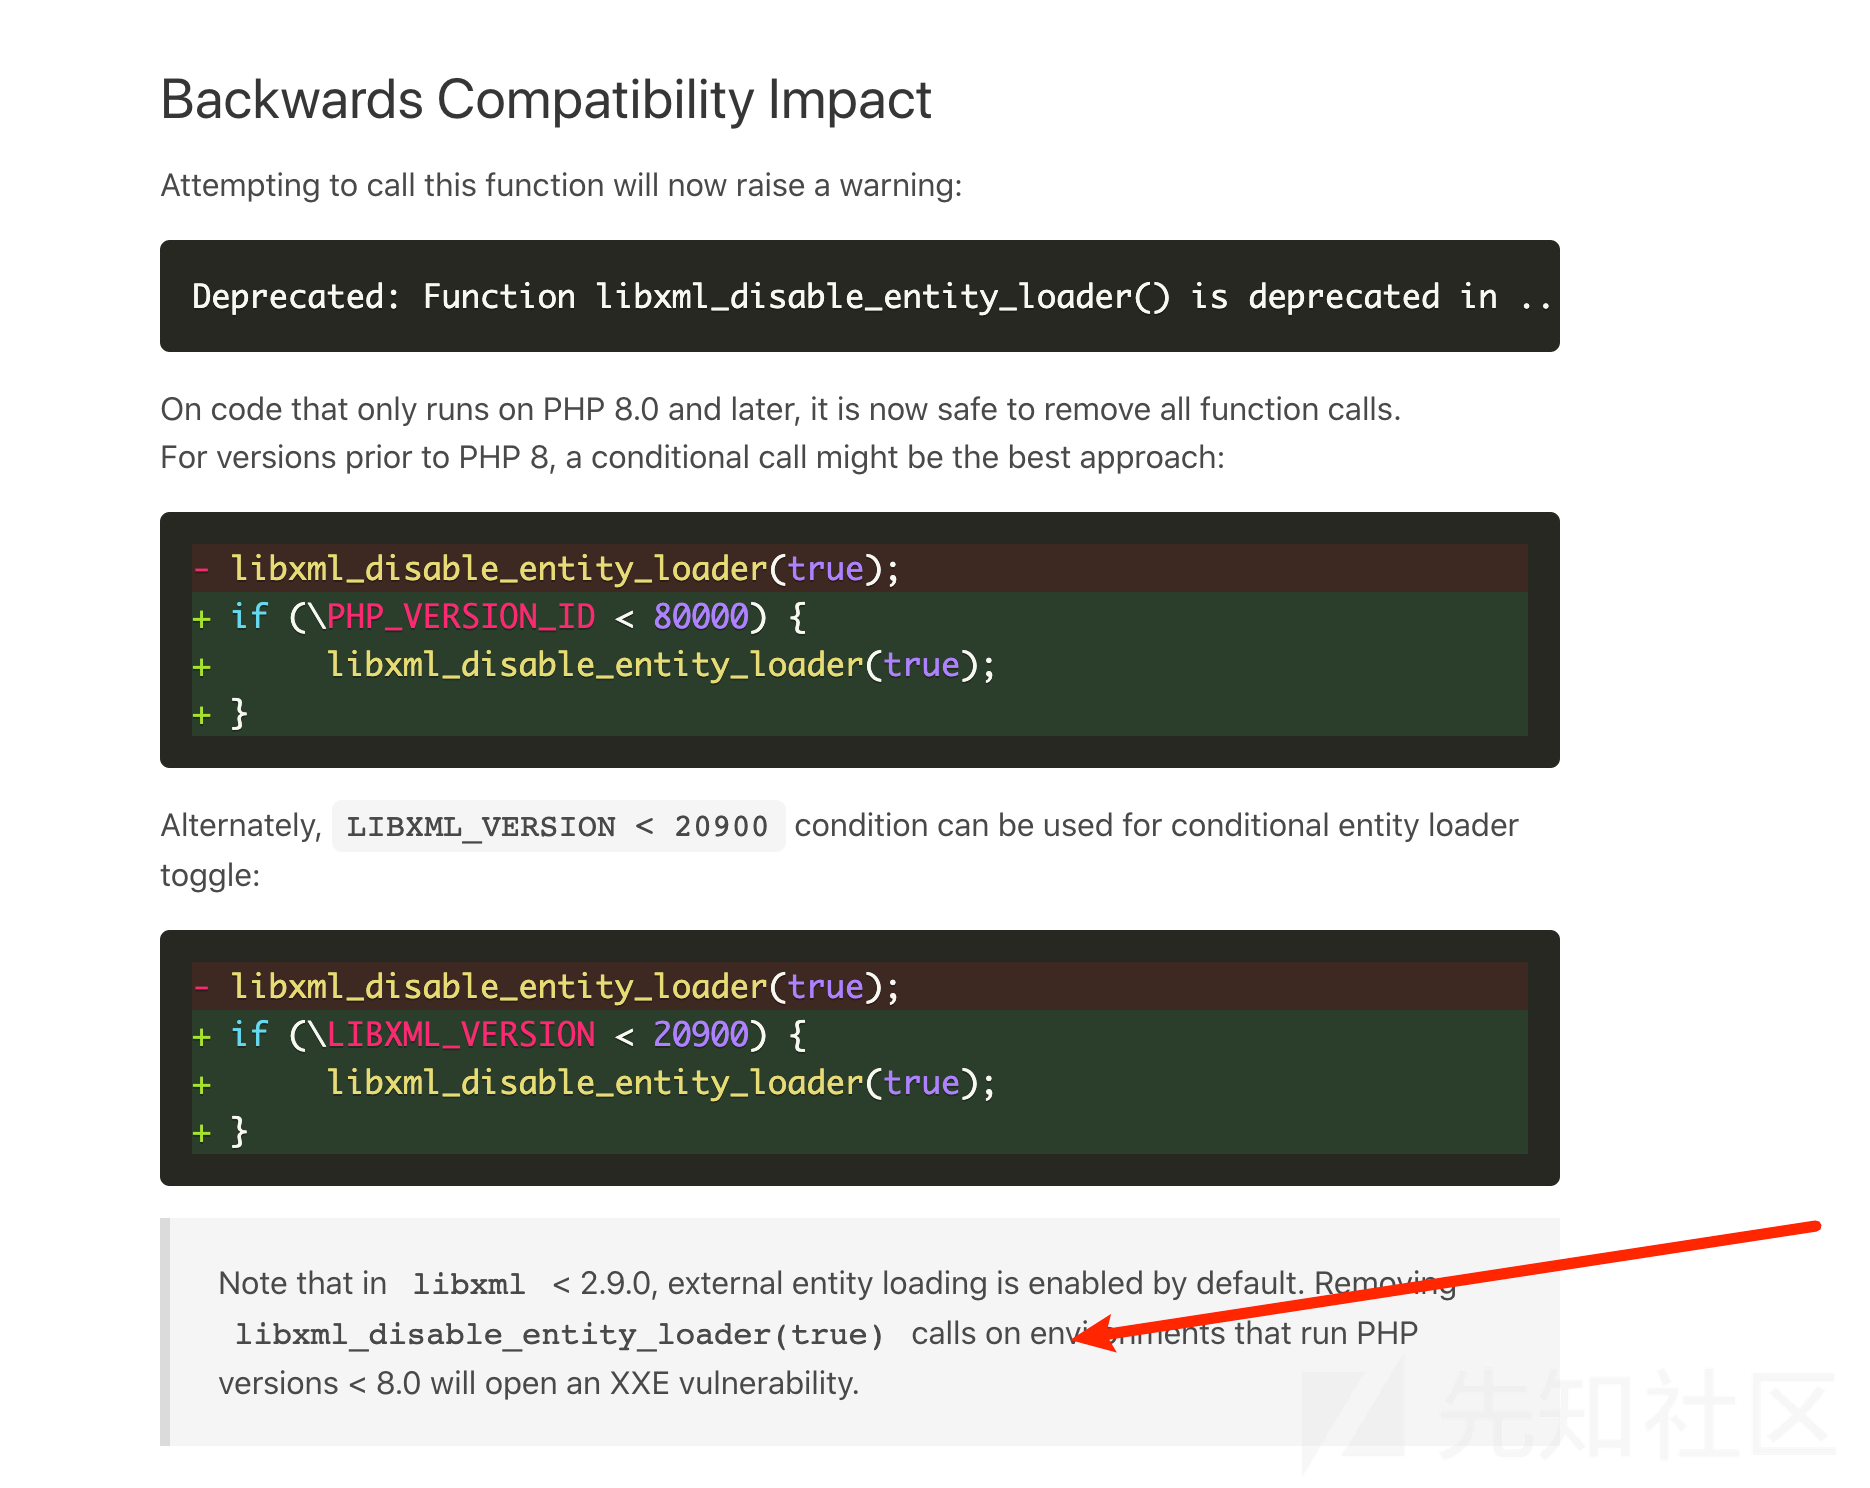 Backwards Compatibility Impact
Attempting to call this function will now raise a warning:
Deprecated: Function libxml_disable_entity_loader() is deprecated in ..
On code that only runs on PHP 8.0 and later, it is now safe to remove all function calls.
For versions prior to PHP 8, a conditional call might be the best approach:
- libxml_disable_entity_loader(true);
+ if (\PHP_VERSION_ID < 80000) {
+      libxml_disable_entity_loader(true);
+ }
Alternately, LIBXML_VERSION < 20900 condition can be used for conditional entity loader
toggle:
- libxml_disable_entity_loader(true);
+ if (\LIBXML_VERSION < 20900) {
+      libxml_disable_entity_loader(true);
+ }
Note that in libxml < 2.9.0, external entity loading is enabled by default. Removing
libxml_disable_entity_loader(true) calls on environments that run PHP
versions < 8.0 will open an XXE vulnerability.
先知社区